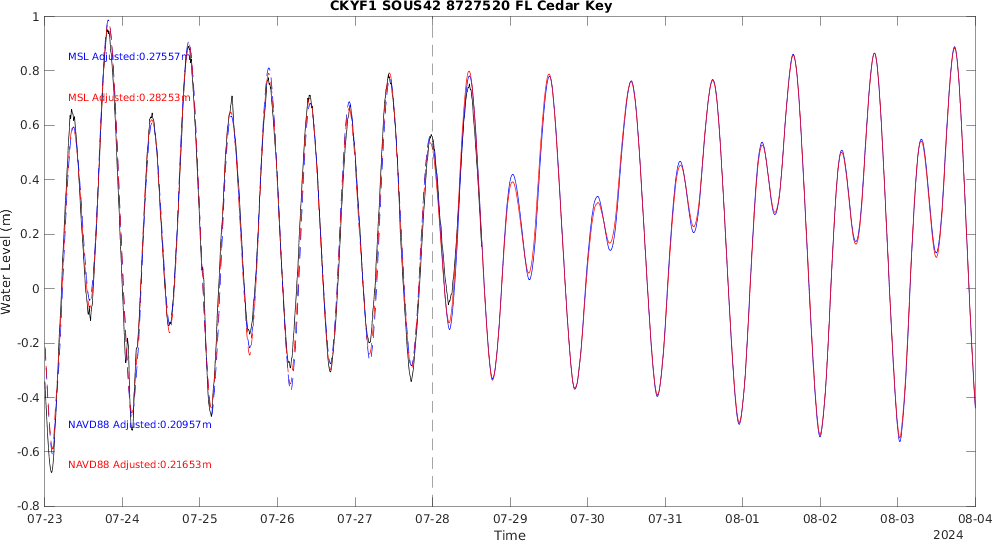 CKYF1 SOUS42 8727520 FL Cedar Key
1
MSL Adjusted:0.27557m
0.8
MSL Adjusted:0.28253m
0.6
0.4
0.2
Water Level (m)
0
-0.2
-0.4
NAVD88 Adjusted:0.20957m
-0.6
NAVD88 Adjusted:0.21653m
-0.8
07-23 07-24 07-25 07-26 07-27 07-28 07-29 07-30 07-31 08-01 08-02 08-03 08-04
Time
2024